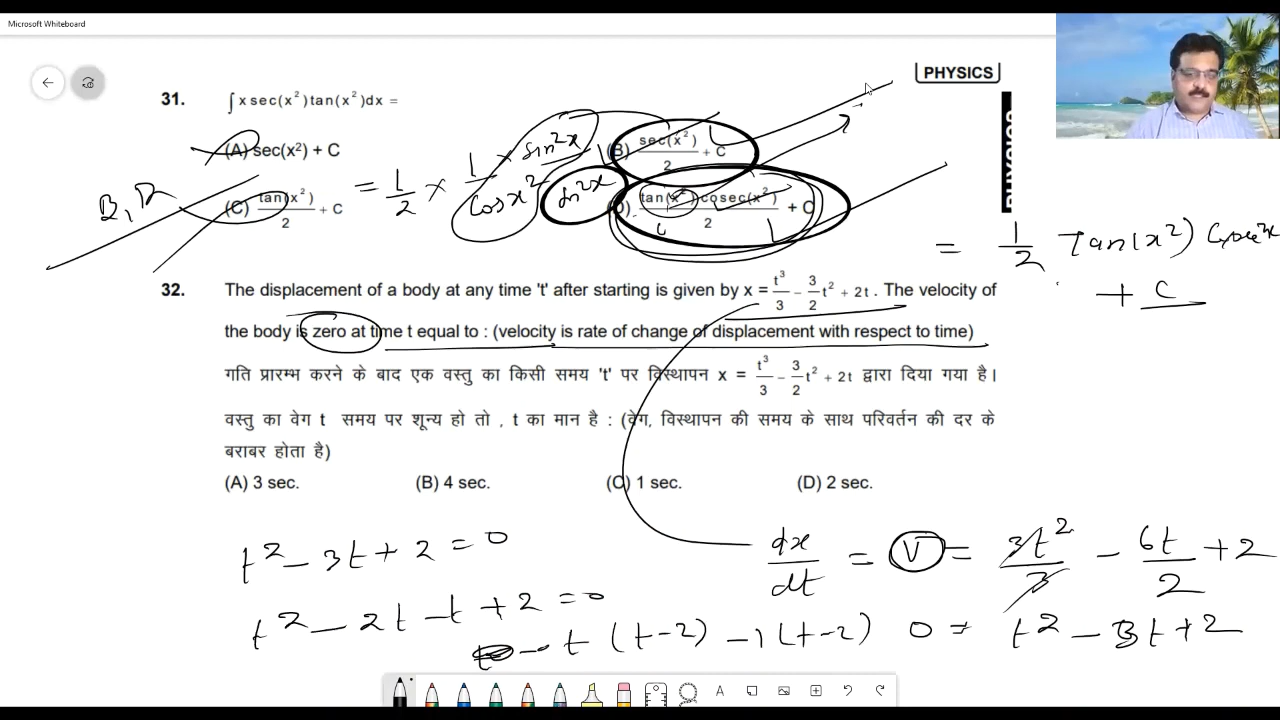 Microsoft Whiteboard
PHYSICS
31. ∫ x sec(x²) tan(x²) dx =
(A) sec(x²) + C
(B) sec(x²)/2 + C
(C) tan(x²)/2 + C
(D) tan(x²) cosec(x²)/2 + C
B, D
= 1/2 × 1/cos x² × sin²x
sin²x
= 1/2 Tan(x²)
+ C
32. The displacement of a body at any time 't' after starting is given by x = t³/3 – 3/2 t² + 2t . The velocity of
the body is zero at time t equal to : (velocity is rate of change of displacement with respect to time)
गति प्रारम्भ करने के बाद एक वस्तु का किसी समय 't' पर विस्थापन x = t³/3 – 3/2 t² + 2t द्वारा दिया गया है।
वस्तु का वेग t समय पर शून्य हो तो , t का मान है : (वेग, विस्थापन की समय के साथ परिवर्तन की दर के
बराबर होता है)
(A) 3 sec. (B) 4 sec. (C) 1 sec. (D) 2 sec.
t² – 3t + 2 = 0
dx/dt = V = 3t²/3 – 6t/2 + 2
t² – 2t – t + 2 = 0
t (t-2) – 1 (t-2)
0 = t² – 3t + 2
PHYSICS
A